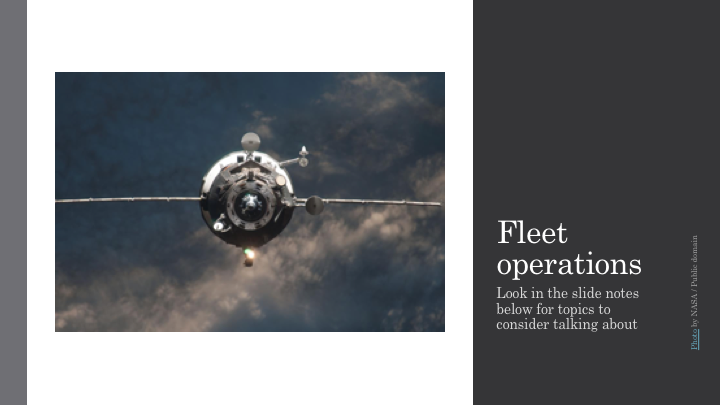 Fleet
operations
Look in the slide notes
below for topics to
consider talking about
Photo by NASA / Public domain